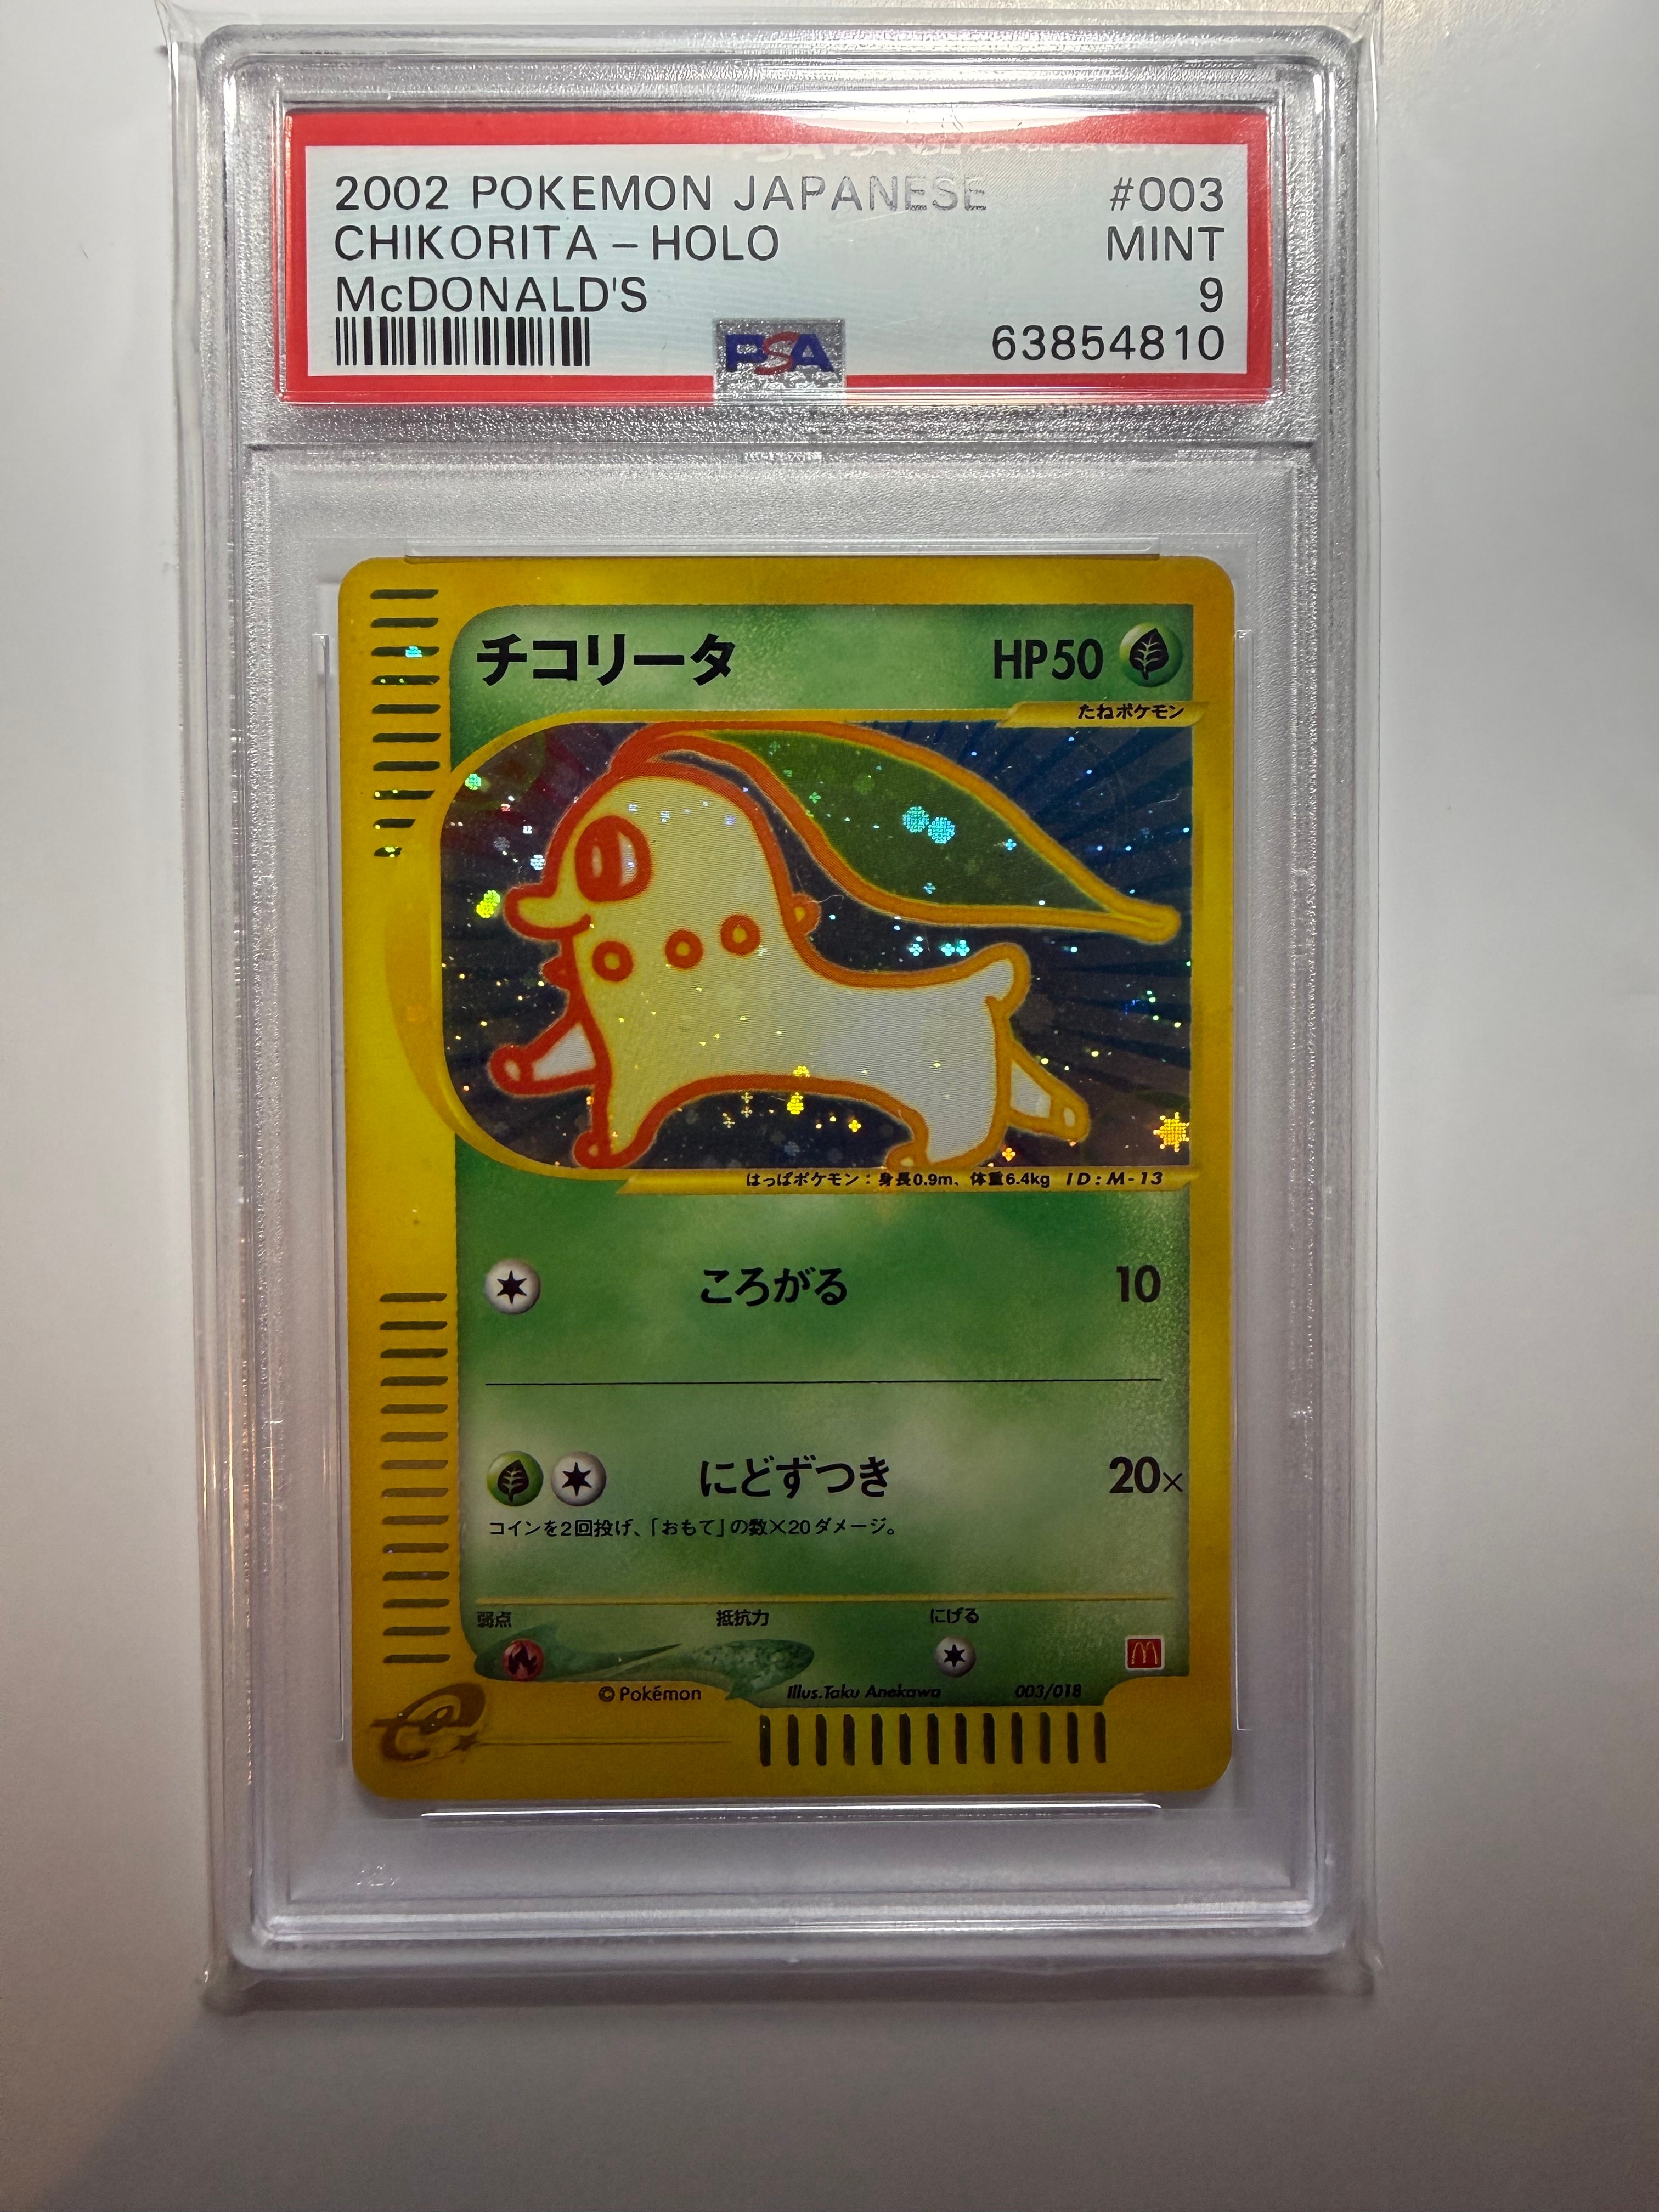 2002 POKEMON JAPANESE #003
CHIKORITA – HOLO MINT
McDONALD'S 9
PSA 63854810
チコリータ HP50
たねポケモン
はっぱポケモン：身長0.9m、体重6.4kg ID:M-13
ころがる 10
にどずつき 20×
コインを2回投げ、「おもて」の数×20ダメージ。
弱点 抵抗力 にげる
©Pokémon Illus.Taku Anekawa 003/018